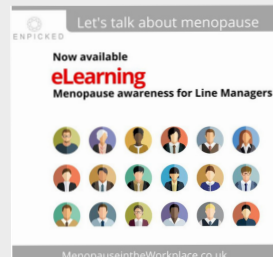 Let's talk about menopause
ENPICKED
Now available
eLearning
Menopause awareness for Line Managers
MenopauseintheWorkplace.co.uk